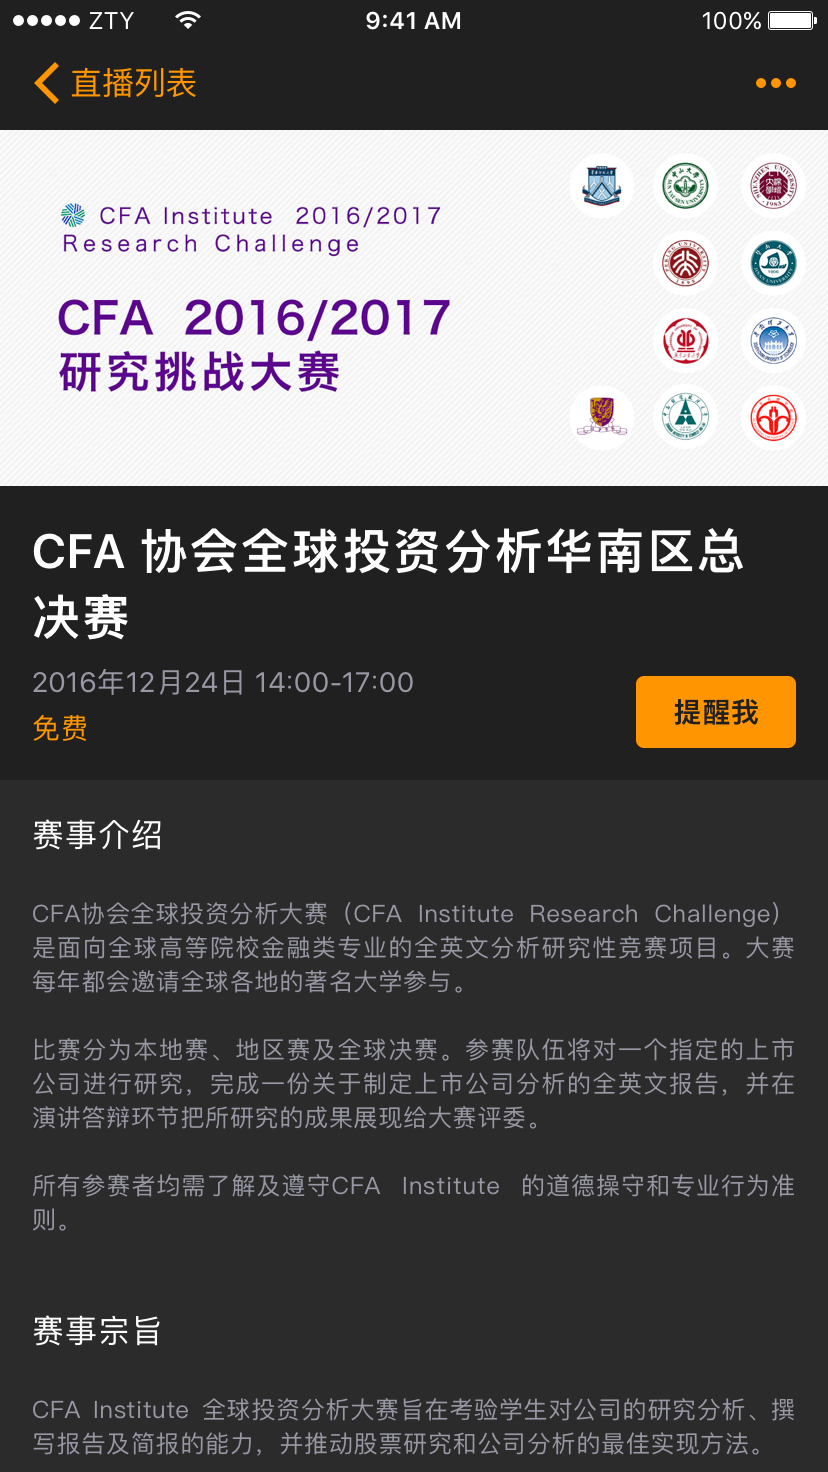 ZTY
9:41 AM
100%
直播列表
CFA Institute 2016/2017
Research Challenge
CFA 2016/2017
研究挑战大赛
CFA 协会全球投资分析华南区总
决赛
2016年12月24日 14:00-17:00
免费
提醒我
赛事介绍
CFA协会全球投资分析大赛（CFA Institute Research Challenge）
是面向全球高等院校金融类专业的全英文分析研究性竞赛项目。大赛
每年都会邀请全球各地的著名大学参与。
比赛分为本地赛、地区赛及全球决赛。参赛队伍将对一个指定的上市
公司进行研究，完成一份关于制定上市公司分析的全英文报告，并在
演讲答辩环节把所研究的成果展现给大赛评委。
所有参赛者均需了解及遵守CFA Institute 的道德操守和专业行为准
则。
赛事宗旨
CFA Institute 全球投资分析大赛旨在考验学生对公司的研究分析、撰
写报告及简报的能力，并推动股票研究和公司分析的最佳实现方法。